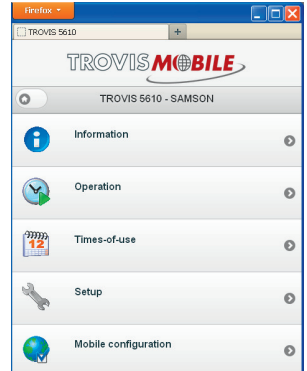 Firefox
TROVIS 5610
TROVIS MOBILE
TROVIS 5610 - SAMSON
Information
Operation
12
Times-of-use
Setup
Mobile configuration